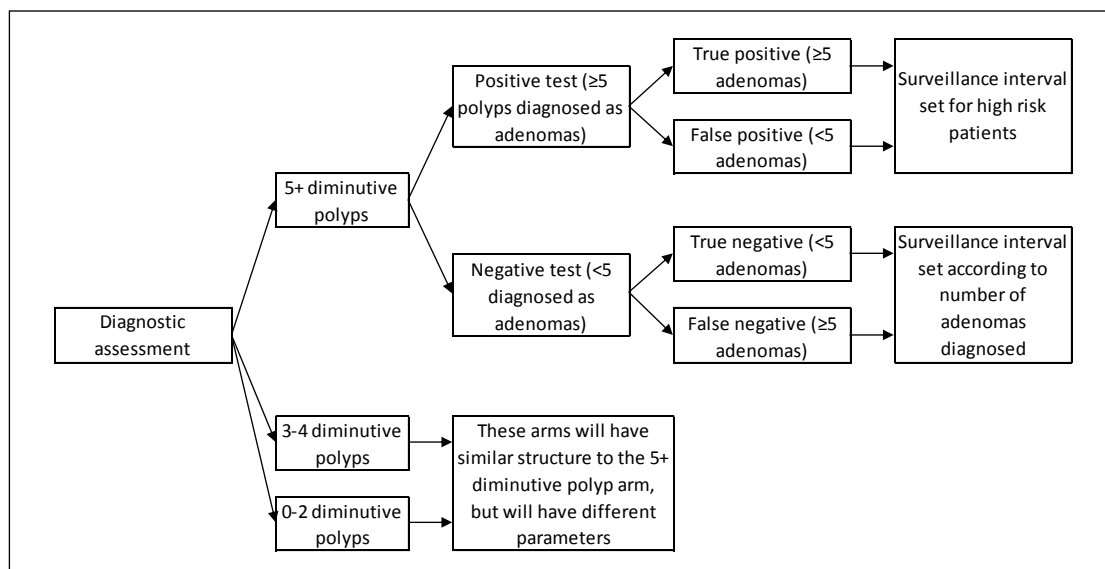 Diagnostic
assessment
5+ diminutive
polyps
Positive test (≥5
polyps diagnosed as
adenomas)
True positive (≥5
adenomas)
False positive (<5
adenomas)
Surveillance interval
set for high risk
patients
Negative test (<5
diagnosed as
adenomas)
True negative (<5
adenomas)
False negative (≥5
adenomas)
Surveillance interval
set according to
number of
adenomas
diagnosed
3-4 diminutive
polyps
0-2 diminutive
polyps
These arms will have
similar structure to the 5+
diminutive polyp arm,
but will have different
parameters